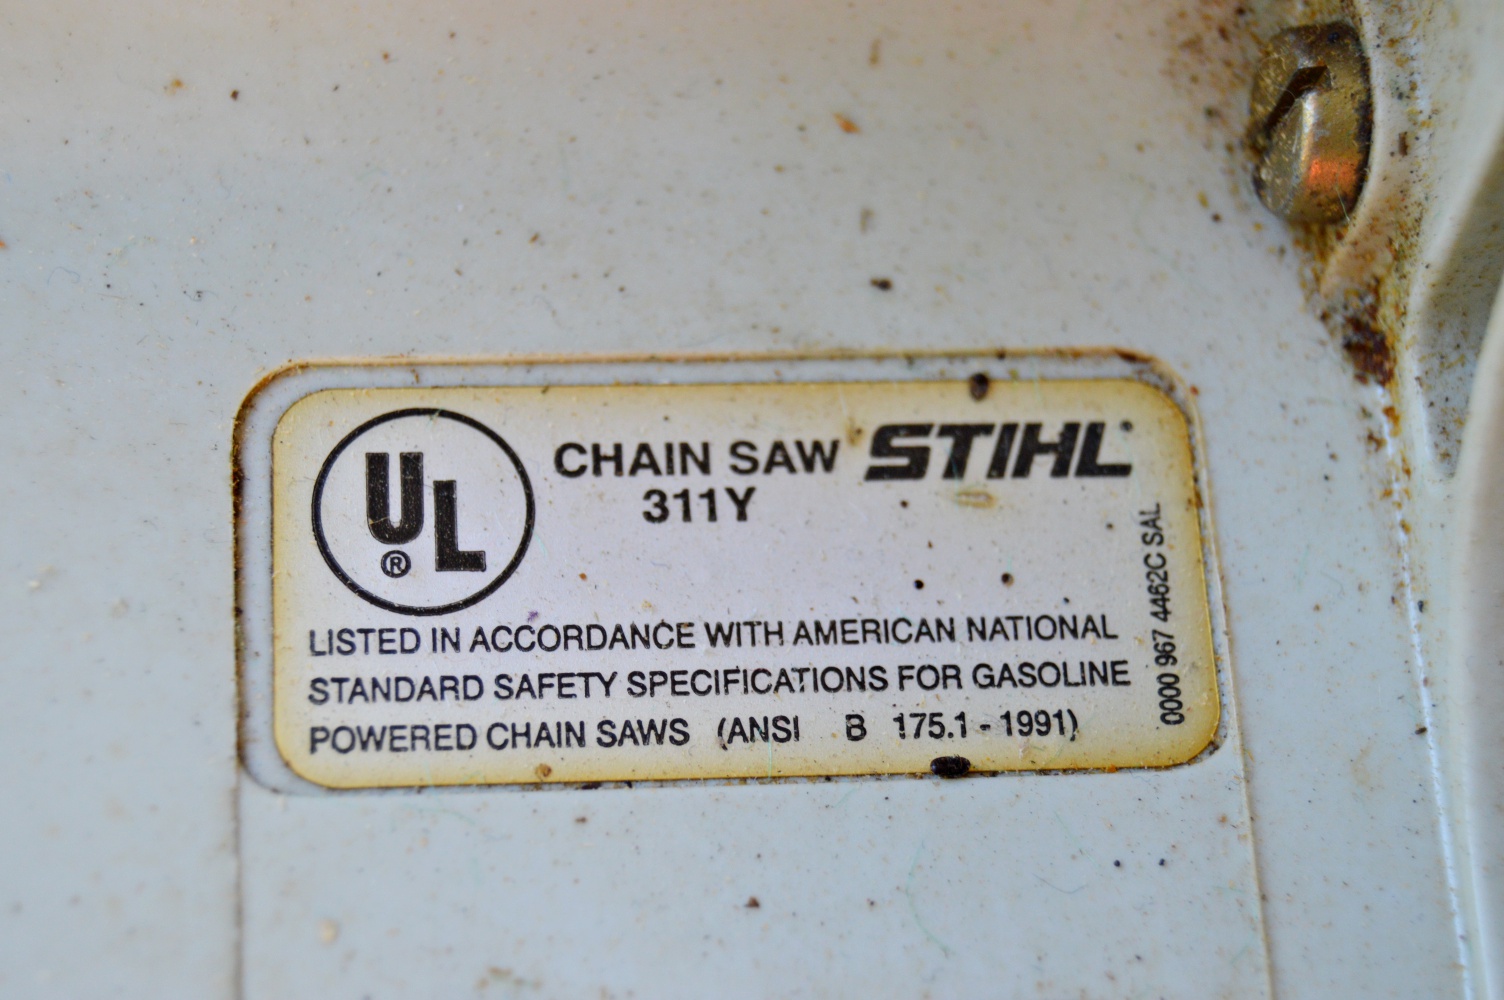 UL
®
CHAIN SAW STIHL
311Y
LISTED IN ACCORDANCE WITH AMERICAN NATIONAL
STANDARD SAFETY SPECIFICATIONS FOR GASOLINE
POWERED CHAIN SAWS (ANSI B 175.1 - 1991)
0000 967 4462C SAL